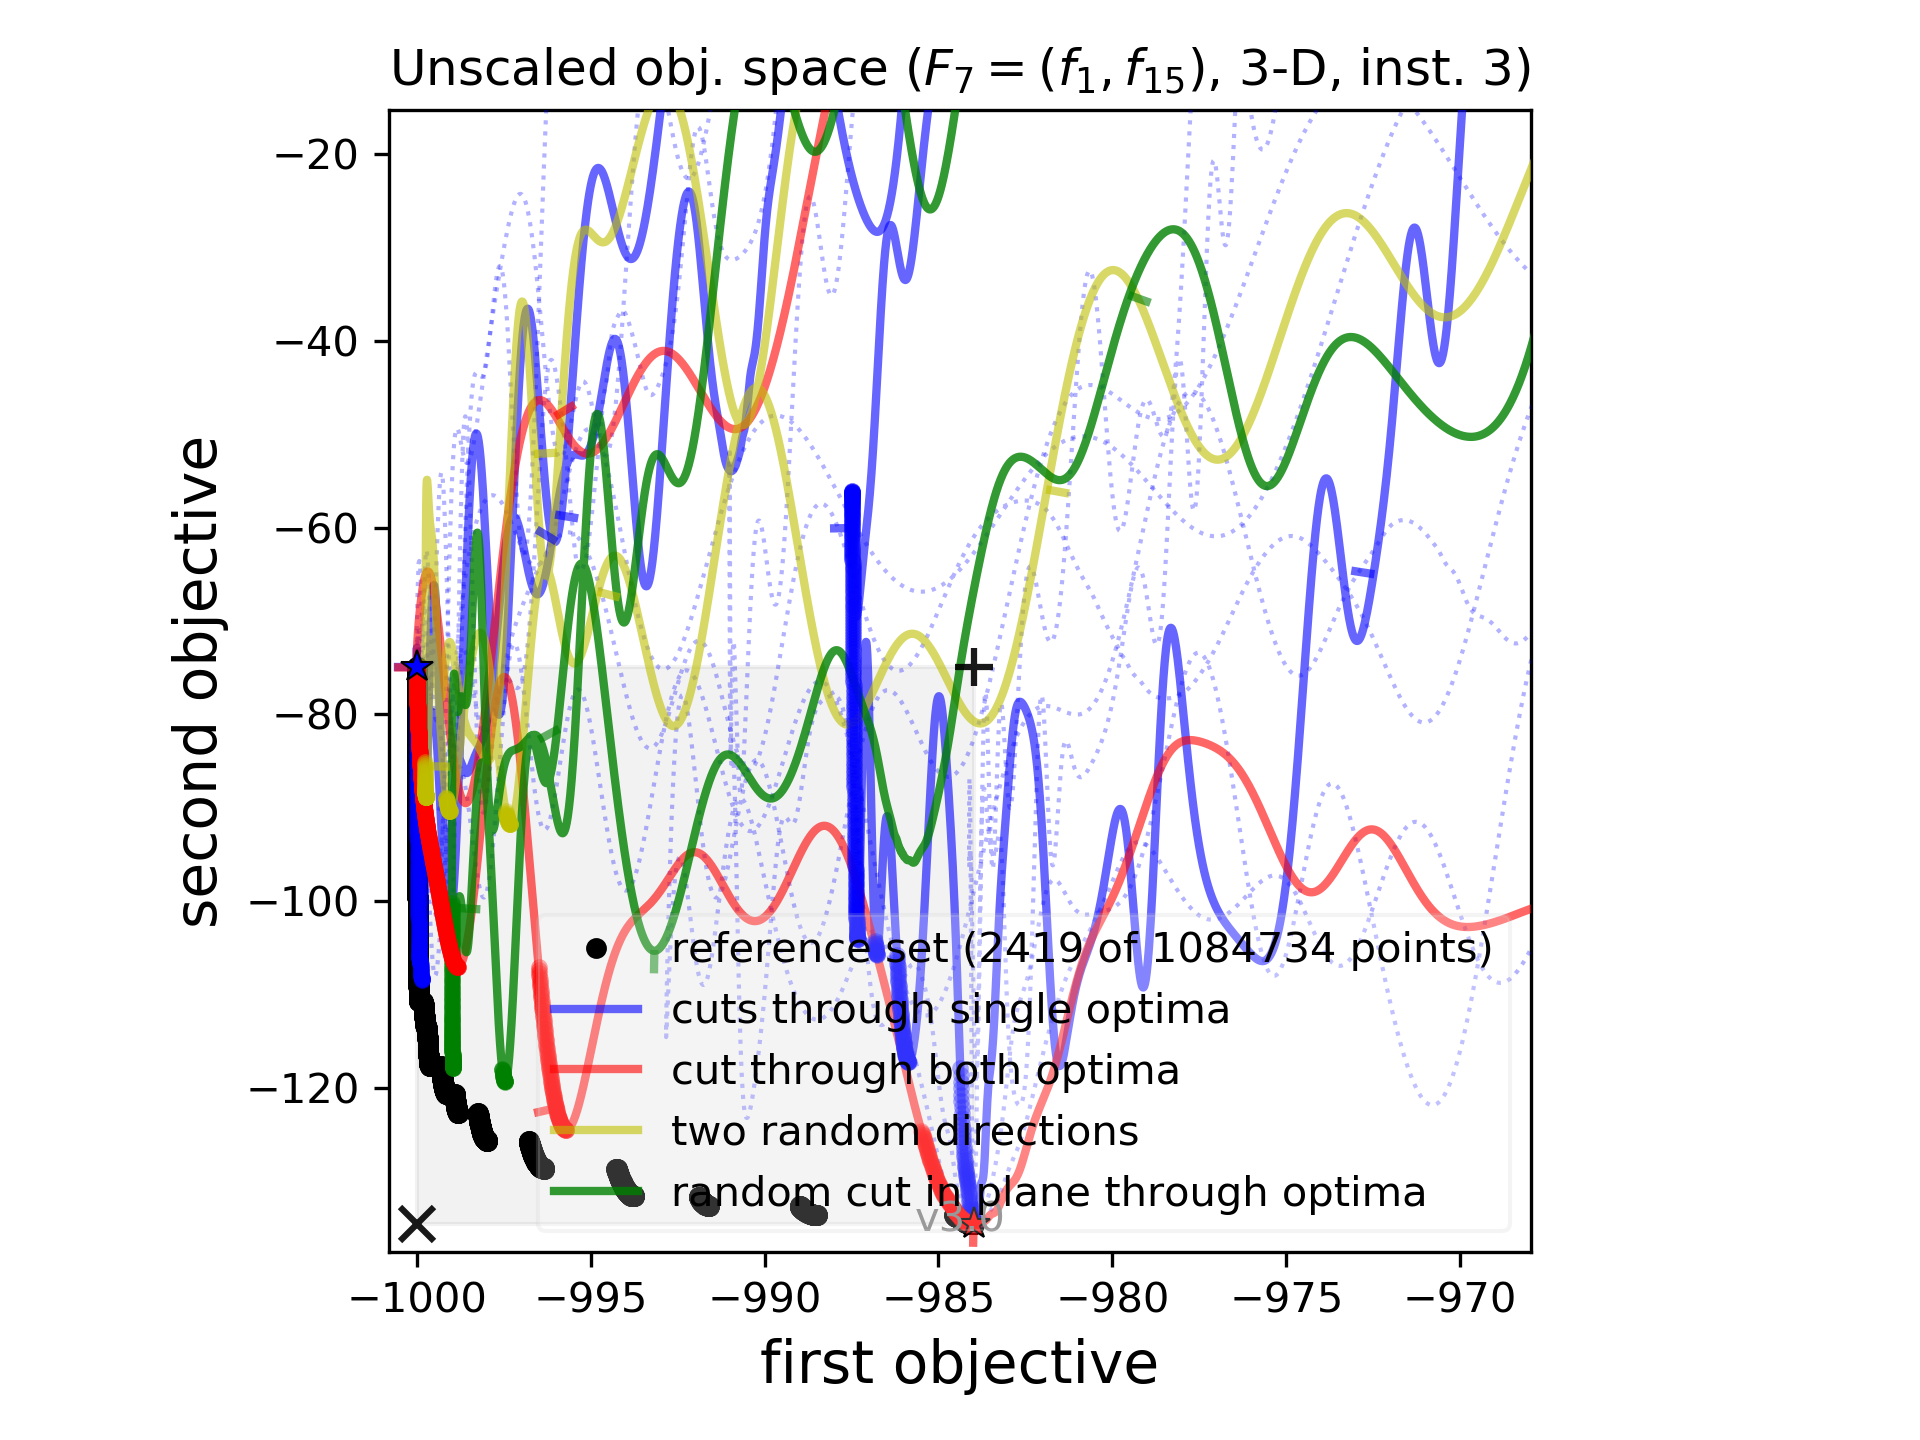 Unscaled obj. space (F₇ = (f₁, f₁₅), 3-D, inst. 3)
second objective
−20
−40
−60
−80
−100
−120
reference set (2419 of 1084734 points)
cuts through single optima
cut through both optima
two random directions
random cut in plane through optima
v3.0
−1000 −995 −990 −985 −980 −975 −970
first objective